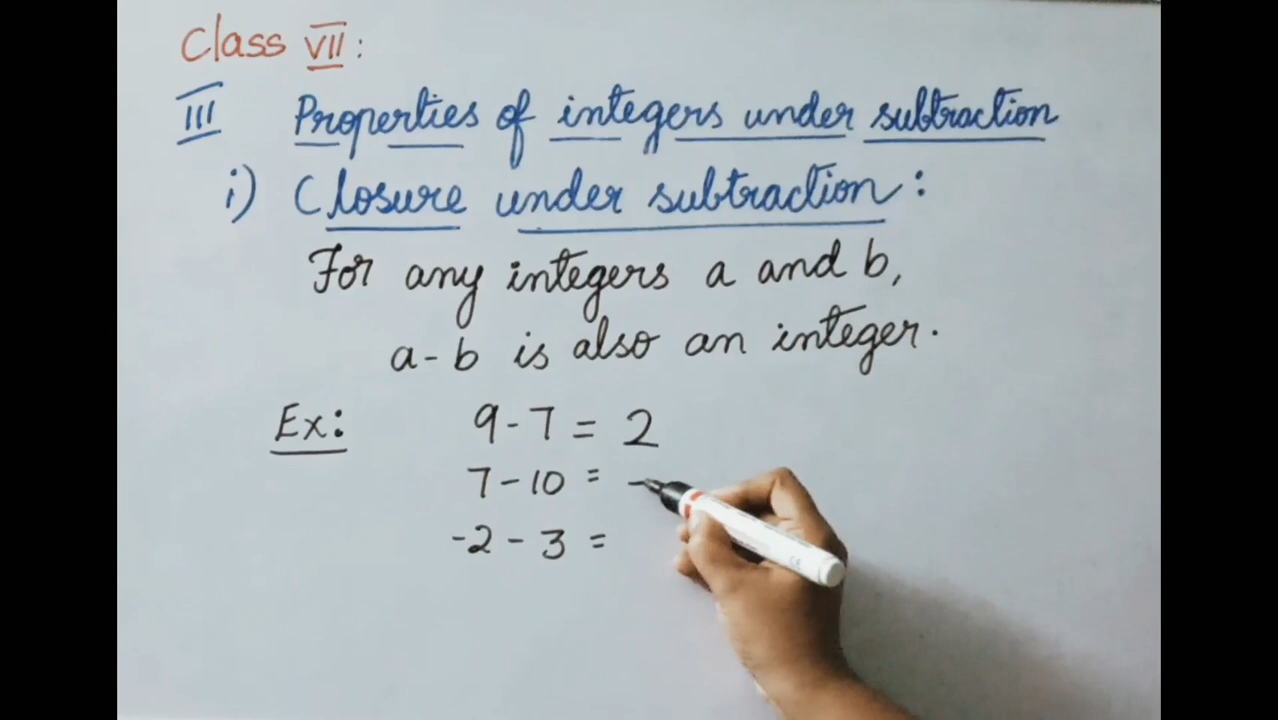 Class VII:
III Properties of integers under subtraction
i) Closure under subtraction:
For any integers a and b,
a-b is also an integer.
Ex: 9-7 = 2
7-10 = -
-2-3 =